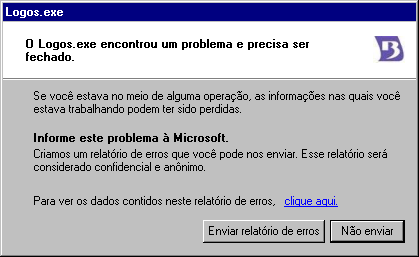 Logos.exe
O Logos.exe encontrou um problema e precisa ser
fechado.
B
Se você estava no meio de alguma operação, as informações nas quais você
estava trabalhando podem ter sido perdidas.
Informe este problema à Microsoft.
Criamos um relatório de erros que você pode nos enviar. Esse relatório será
considerado confidencial e anônimo.
Para ver os dados contidos neste relatório de erros, clique aqui.
Enviar relatório de erros Não enviar